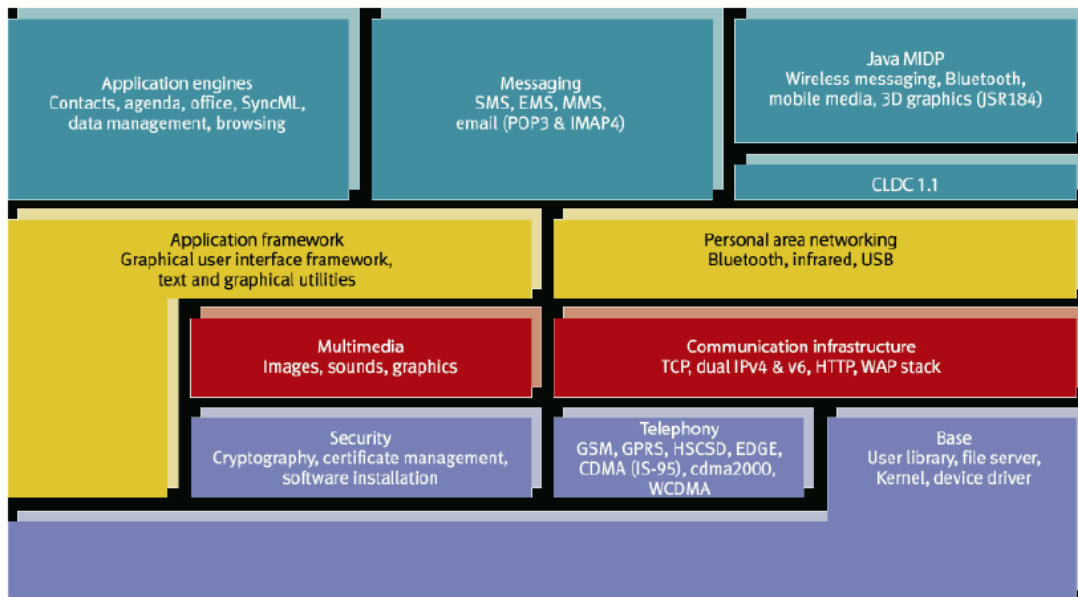 Application engines
Contacts, agenda, office, SyncML,
data management, browsing
Messaging
SMS, EMS, MMS,
email (POP3 & IMAP4)
Java MIDP
Wireless messaging, Bluetooth,
mobile media, 3D graphics (JSR184)
CLDC 1.1
Application framework
Graphical user interface framework,
text and graphical utilities
Personal area networking
Bluetooth, infrared, USB
Multimedia
Images, sounds, graphics
Communication infrastructure
TCP, dual IPv4 & v6, HTTP, WAP stack
Security
Cryptography, certificate management,
software installation
Telephony
GSM, GPRS, HSCSD, EDGE,
CDMA (IS-95), cdma2000,
WCDMA
Base
User library, file server,
Kernel, device driver